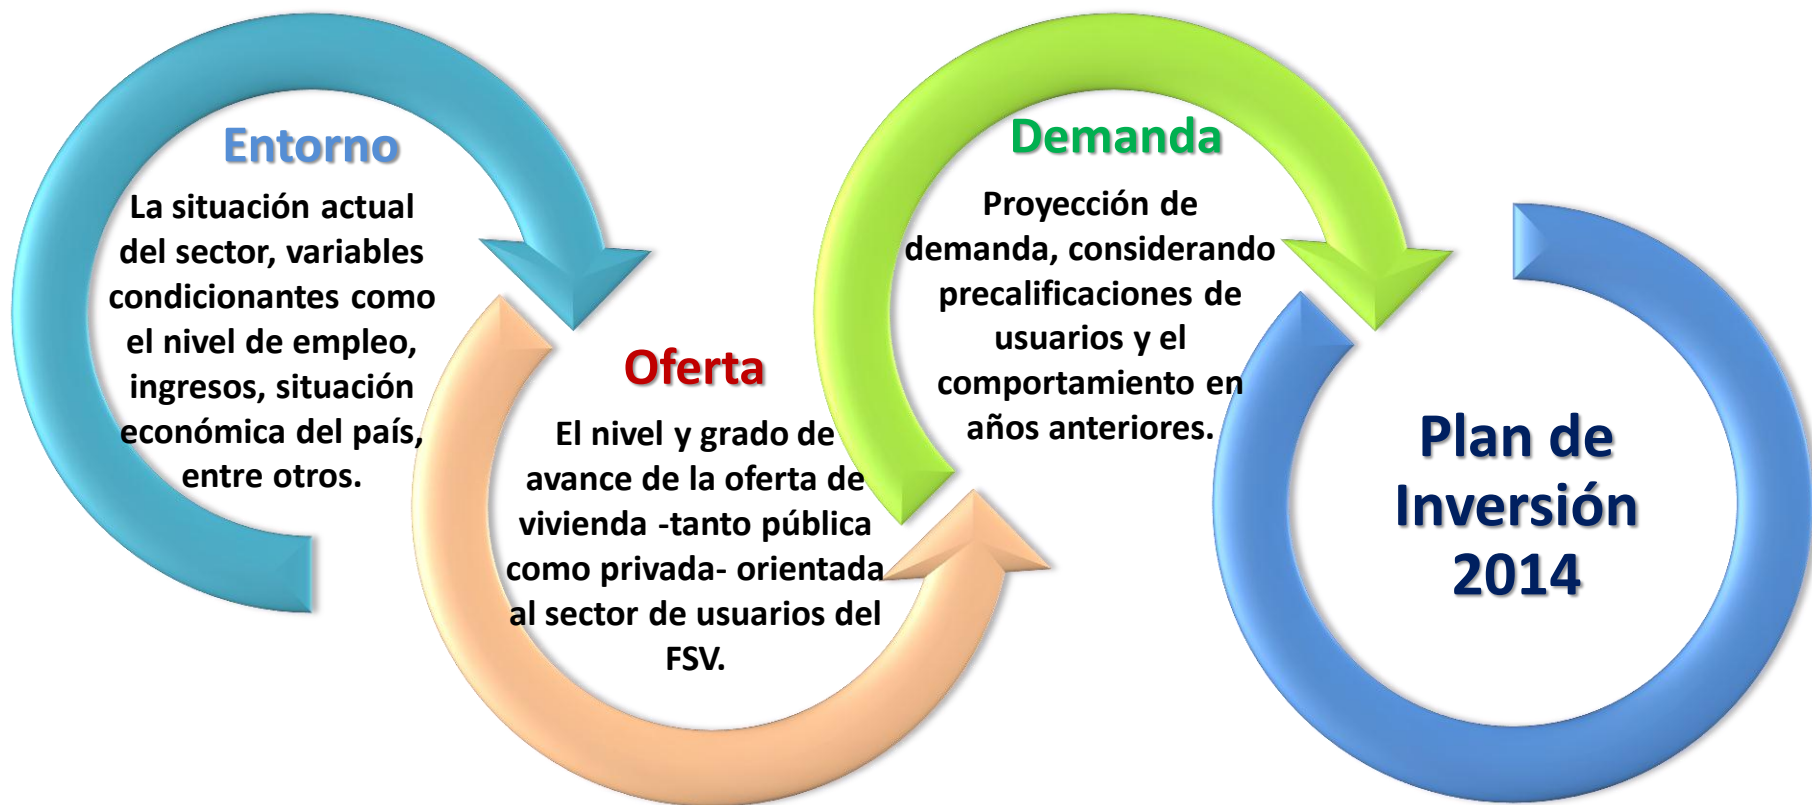 Entorno
La situación actual
del sector, variables
condicionantes como
el nivel de empleo,
ingresos, situación
económica del país,
entre otros.
Oferta
El nivel y grado de
avance de la oferta de
vivienda -tanto pública
como privada- orientada
al sector de usuarios del
FSV.
Demanda
Proyección de
demanda, considerando
precalificaciones de
usuarios y el
comportamiento en
años anteriores.
Plan de
Inversión
2014